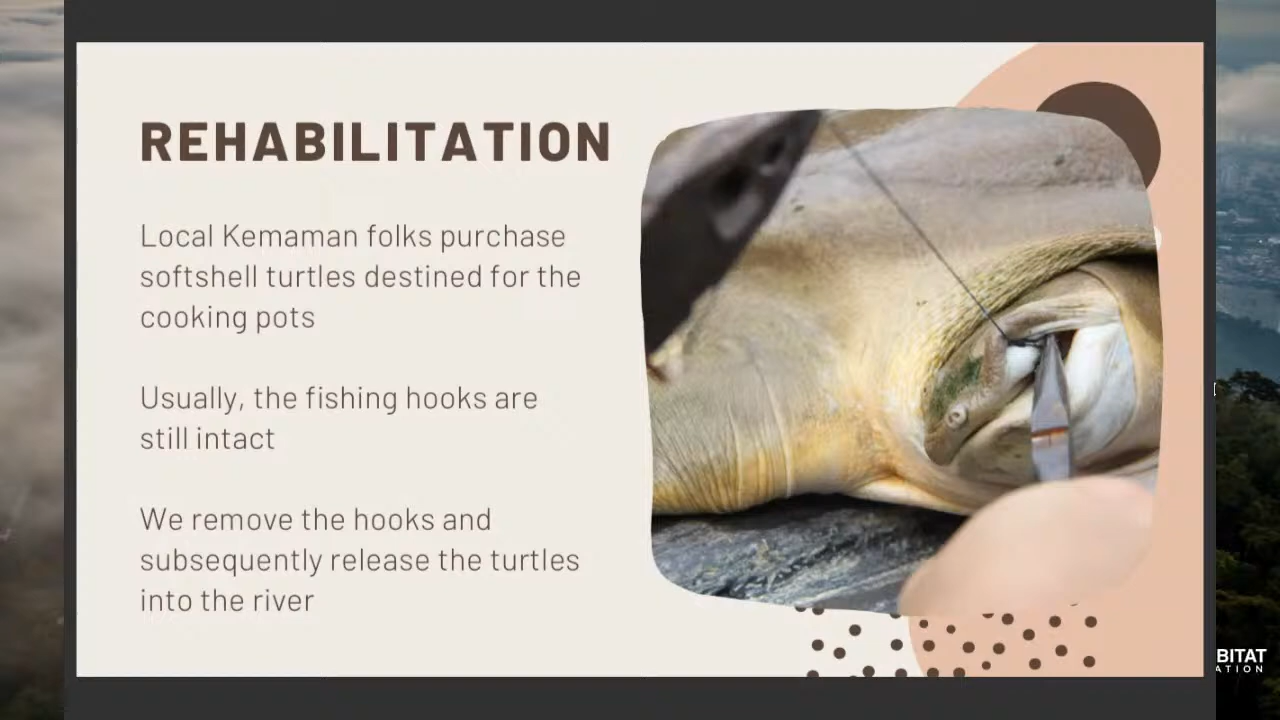 REHABILITATION
Local Kemaman folks purchase
softshell turtles destined for the
cooking pots
Usually, the fishing hooks are
still intact
We remove the hooks and
subsequently release the turtles
into the river